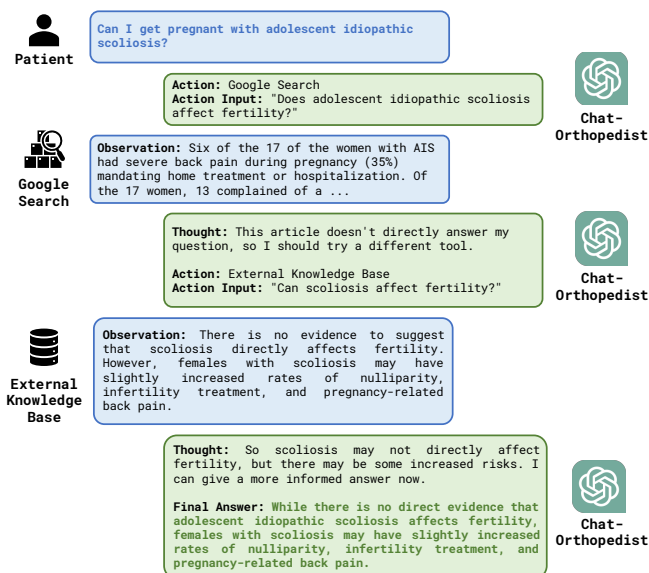 Can I get pregnant with adolescent idiopathic
scoliosis?
Patient
Action: Google Search
Action Input: "Does adolescent idiopathic scoliosis
affect fertility?"
Chat-
Orthopedist
Observation: Six of the 17 of the women with AIS
had severe back pain during pregnancy (35%)
mandating home treatment or hospitalization. Of
the 17 women, 13 complained of a ...
Google
Search
Thought: This article doesn't directly answer my
question, so I should try a different tool.
Action: External Knowledge Base
Action Input: "Can scoliosis affect fertility?"
Chat-
Orthopedist
Observation: There is no evidence to suggest
that scoliosis directly affects fertility.
However, females with scoliosis may have
slightly increased rates of nulliparity,
infertility treatment, and pregnancy-related
back pain.
External
Knowledge
Base
Thought: So scoliosis may not directly affect
fertility, but there may be some increased risks. I
can give a more informed answer now.
Final Answer: While there is no direct evidence that
adolescent idiopathic scoliosis affects fertility,
females with scoliosis may have slightly increased
rates of nulliparity, infertility treatment, and
pregnancy-related back pain.
Chat-
Orthopedist